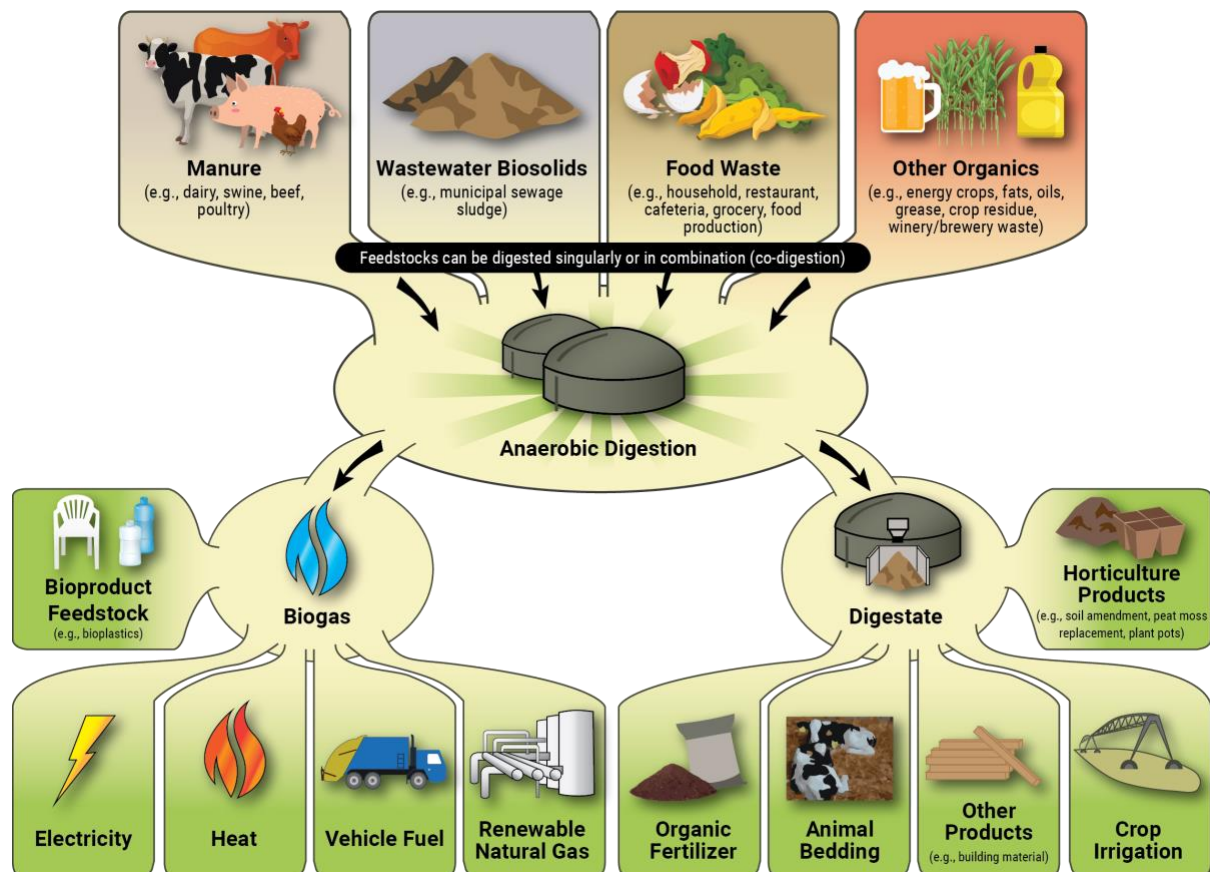 Manure
(e.g., dairy, swine, beef,
poultry)
Wastewater Biosolids
(e.g., municipal sewage
sludge)
Food Waste
(e.g., household, restaurant,
cafeteria, grocery, food
production)
Other Organics
(e.g., energy crops, fats, oils,
grease, crop residue,
winery/brewery waste)
Feedstocks can be digested singularly or in combination (co-digestion)
Anaerobic Digestion
Bioproduct
Feedstock
(e.g., bioplastics)
Biogas
Digestate
Horticulture
Products
(e.g., soil amendment, peat moss
replacement, plant pots)
Electricity
Heat
Vehicle Fuel
Renewable
Natural Gas
Organic
Fertilizer
Animal
Bedding
Other
Products
(e.g., building material)
Crop
Irrigation